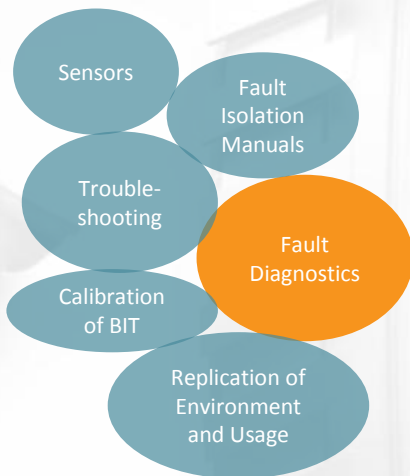 Sensors
Fault
Isolation
Manuals
Trouble-
shooting
Fault
Diagnostics
Calibration
of BIT
Replication of
Environment
and Usage